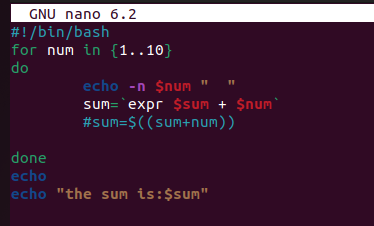 GNU nano 6.2
#!/bin/bash
for num in {1..10}
do
        echo -n $num "  "
        sum=`expr $sum + $num`
        #sum=$((sum+num))

done
echo
echo "the sum is:$sum"